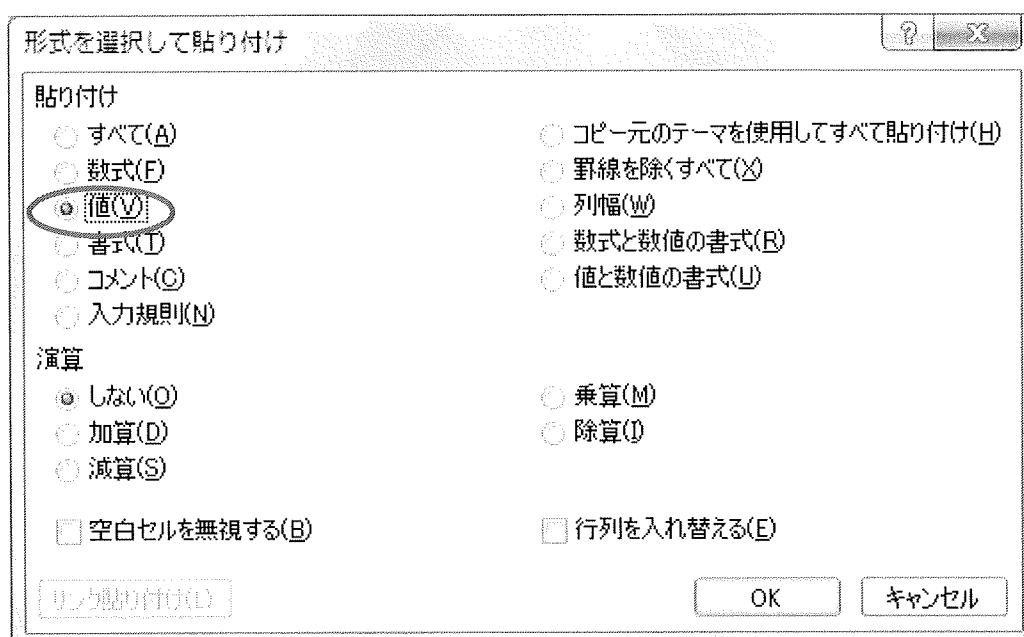 形式を選択して貼り付け
貼り付け
すべて(A)
コピー元のテーマを使用してすべて貼り付け(H)
数式(F)
罫線を除くすべて(X)
値(V)
列幅(W)
書式(T)
数式と数値の書式(R)
コメント(C)
値と数値の書式(U)
入力規則(N)
演算
しない(O)
乗算(M)
加算(D)
除算(I)
減算(S)
空白セルを無視する(B)
行列を入れ替える(E)
リンク貼り付け(L)
OK
キャンセル